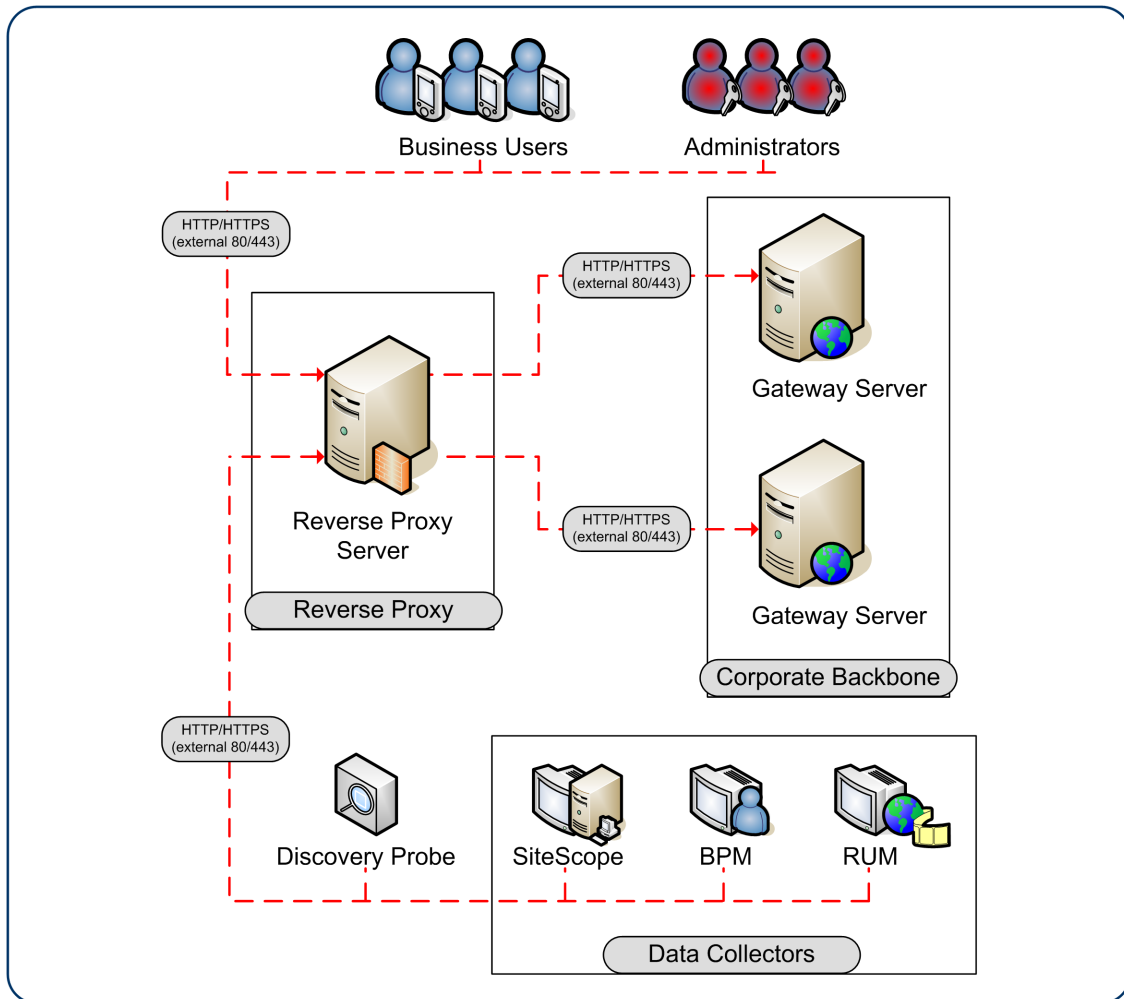 Business Users
Administrators
HTTP/HTTPS
(external 80/443)
HTTP/HTTPS
(external 80/443)
Gateway Server
Reverse Proxy
Server
HTTP/HTTPS
(external 80/443)
Reverse Proxy
Gateway Server
Corporate Backbone
HTTP/HTTPS
(external 80/443)
Discovery Probe
SiteScope
BPM
RUM
Data Collectors